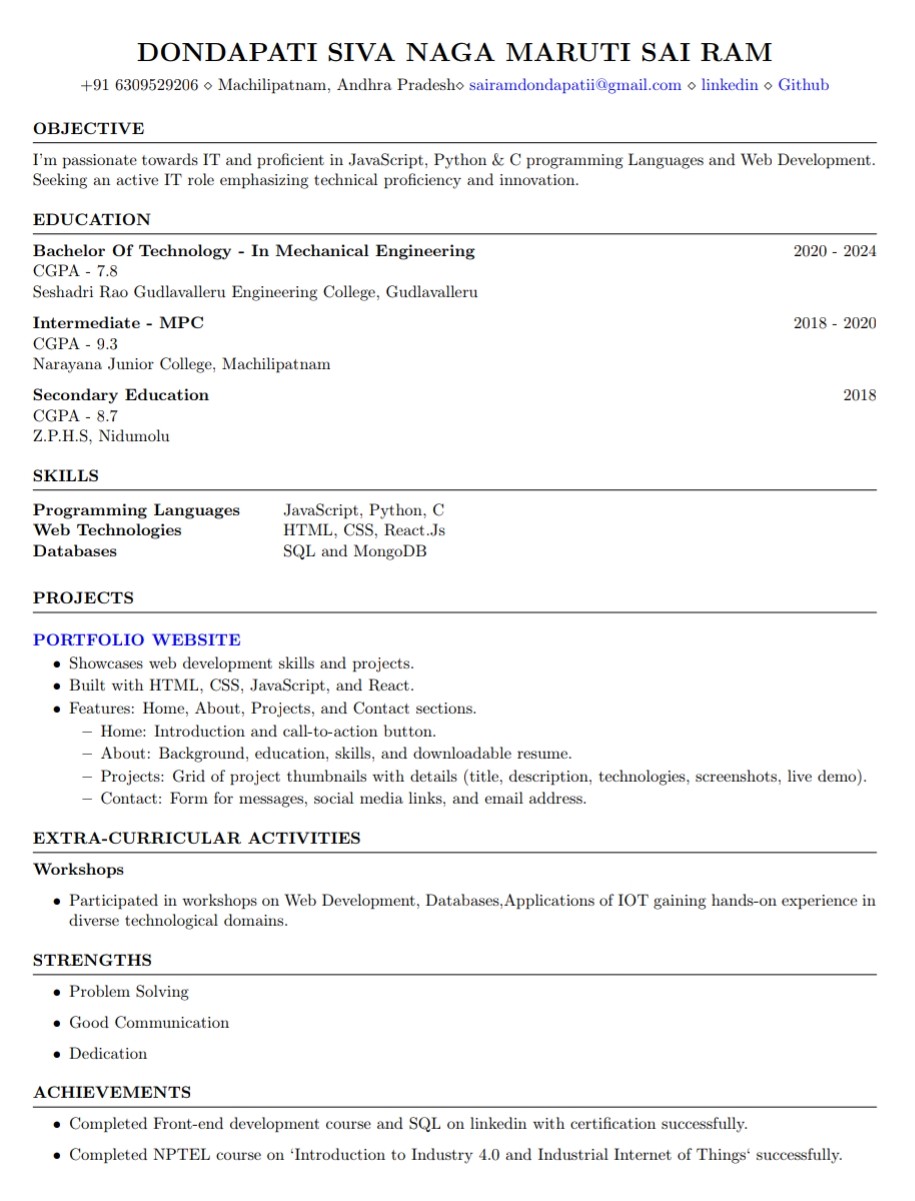 DONDAPATI SIVA NAGA MARUTI SAI RAM
+91 6309529206 ⋄ Machilipatnam, Andhra Pradesh⋄ sairamdondapatii@gmail.com ⋄ linkedin ⋄ Github
OBJECTIVE
I'm passionate towards IT and proficient in JavaScript, Python & C programming Languages and Web Development.
Seeking an active IT role emphasizing technical proficiency and innovation.
EDUCATION
Bachelor Of Technology - In Mechanical Engineering 2020 - 2024
CGPA - 7.8
Seshadri Rao Gudlavalleru Engineering College, Gudlavalleru
Intermediate - MPC 2018 - 2020
CGPA - 9.3
Narayana Junior College, Machilipatnam
Secondary Education 2018
CGPA - 8.7
Z.P.H.S, Nidumolu
SKILLS
Programming Languages JavaScript, Python, C
Web Technologies HTML, CSS, React.Js
Databases SQL and MongoDB
PROJECTS
PORTFOLIO WEBSITE
• Showcases web development skills and projects.
• Built with HTML, CSS, JavaScript, and React.
• Features: Home, About, Projects, and Contact sections.
– Home: Introduction and call-to-action button.
– About: Background, education, skills, and downloadable resume.
– Projects: Grid of project thumbnails with details (title, description, technologies, screenshots, live demo).
– Contact: Form for messages, social media links, and email address.
EXTRA-CURRICULAR ACTIVITIES
Workshops
• Participated in workshops on Web Development, Databases,Applications of IOT gaining hands-on experience in
diverse technological domains.
STRENGTHS
• Problem Solving
• Good Communication
• Dedication
ACHIEVEMENTS
• Completed Front-end development course and SQL on linkedin with certification successfully.
• Completed NPTEL course on ‘Introduction to Industry 4.0 and Industrial Internet of Things‘ successfully.